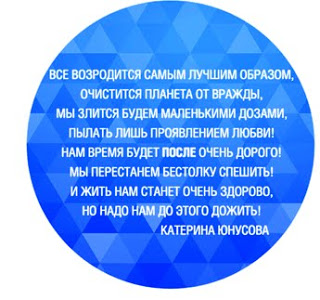 ВСЕ ВОЗРОДИТСЯ САМЫМ ЛУЧШИМ ОБРАЗОМ,
ОЧИСТИТСЯ ПЛАНЕТА ОТ ВРАЖДЫ,
МЫ ЗЛИТСЯ БУДЕМ МАЛЕНЬКИМИ ДОЗАМИ,
ПЫЛАТЬ ЛИШЬ ПРОЯВЛЕНИЕМ ЛЮБВИ!
НАМ ВРЕМЯ БУДЕТ ПОСЛЕ ОЧЕНЬ ДОРОГО!
МЫ ПЕРЕСТАНЕМ БЕСТОЛКУ СПЕШИТЬ!
И ЖИТЬ НАМ СТАНЕТ ОЧЕНЬ ЗДОРОВО,
НО НАДО НАМ ДО ЭТОГО ДОЖИТЬ!
КАТЕРИНА ЮНУСОВА